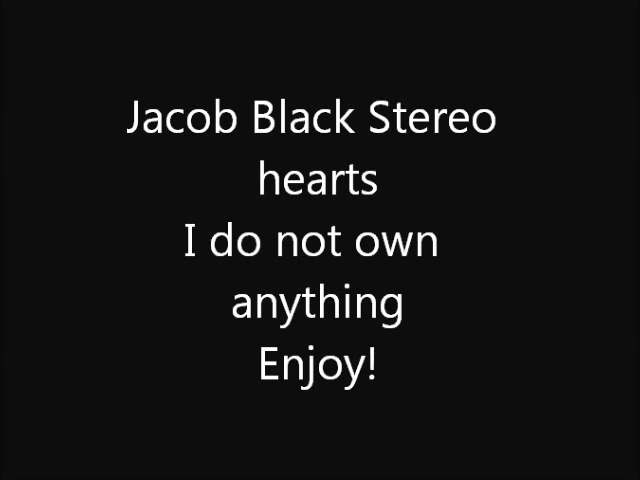 Jacob Black Stereo
hearts
I do not own
anything
Enjoy!